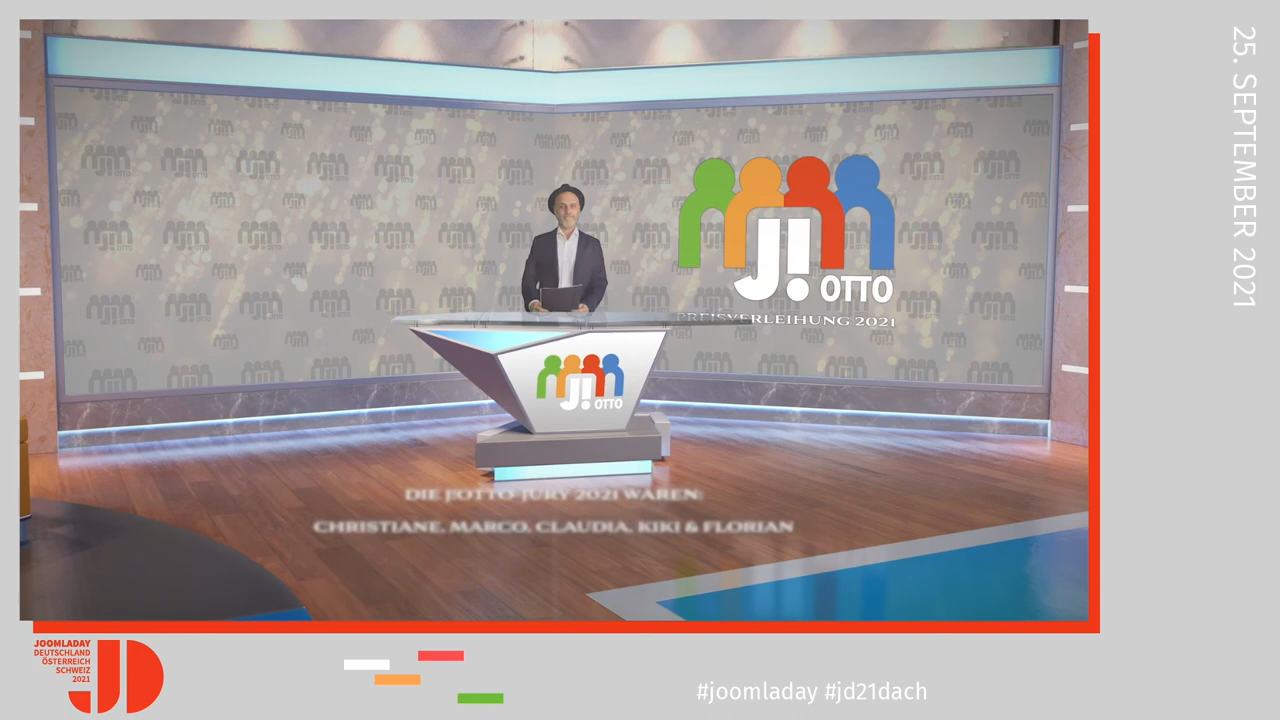 25. SEPTEMBER 2021
J! OTTO
PREISVERLEIHUNG 2021
J! OTTO
DIE J!OTTO-JURY 2021 WAREN:
CHRISTIANE, MARCO, CLAUDIA, KIKI & FLORIAN
JOOMLADAY
DEUTSCHLAND
ÖSTERREICH
SCHWEIZ
2021
JD
#joomladay #jd21dach